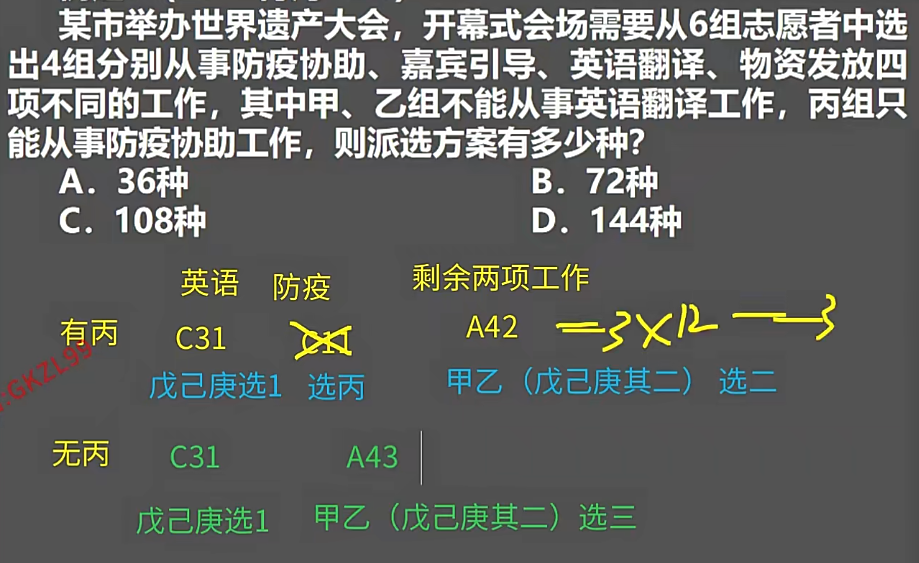 某市举办世界遗产大会，开幕式会场需要从6组志愿者中选
出4组分别从事防疫协助、嘉宾引导、英语翻译、物资发放四
项不同的工作，其中甲、乙组不能从事英语翻译工作，丙组只
能从事防疫协助工作，则派选方案有多少种？
A．36种 B．72种
C．108种 D．144种
英语 防疫 剩余两项工作
有丙 C31 C11 A42 =3×12 — 3
戊己庚选1 选丙 甲乙（戊己庚其二） 选二
无丙 C31 A43
戊己庚选1 甲乙（戊己庚其二）选三
:GKZL99